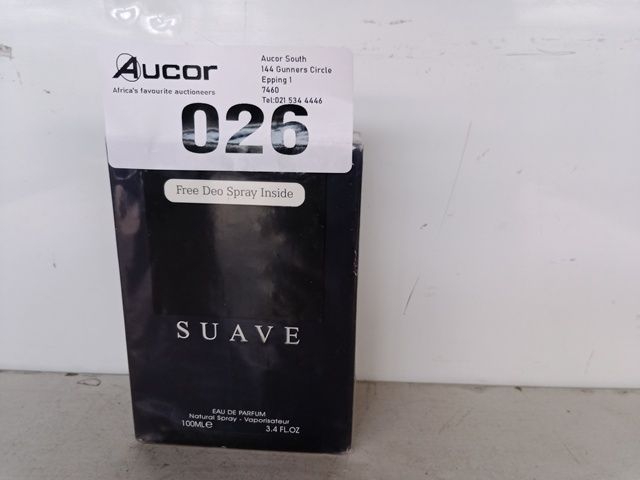 Aucor
Africa's favourite auctioneers
Aucor South
144 Gunners Circle
Epping 1
7460
Tel:021 534 4446
026
Free Deo Spray Inside
SUAVE
EAU DE PARFUM
Natural Spray - Vaporisateur
100ML℮ 3.4 FL.OZ